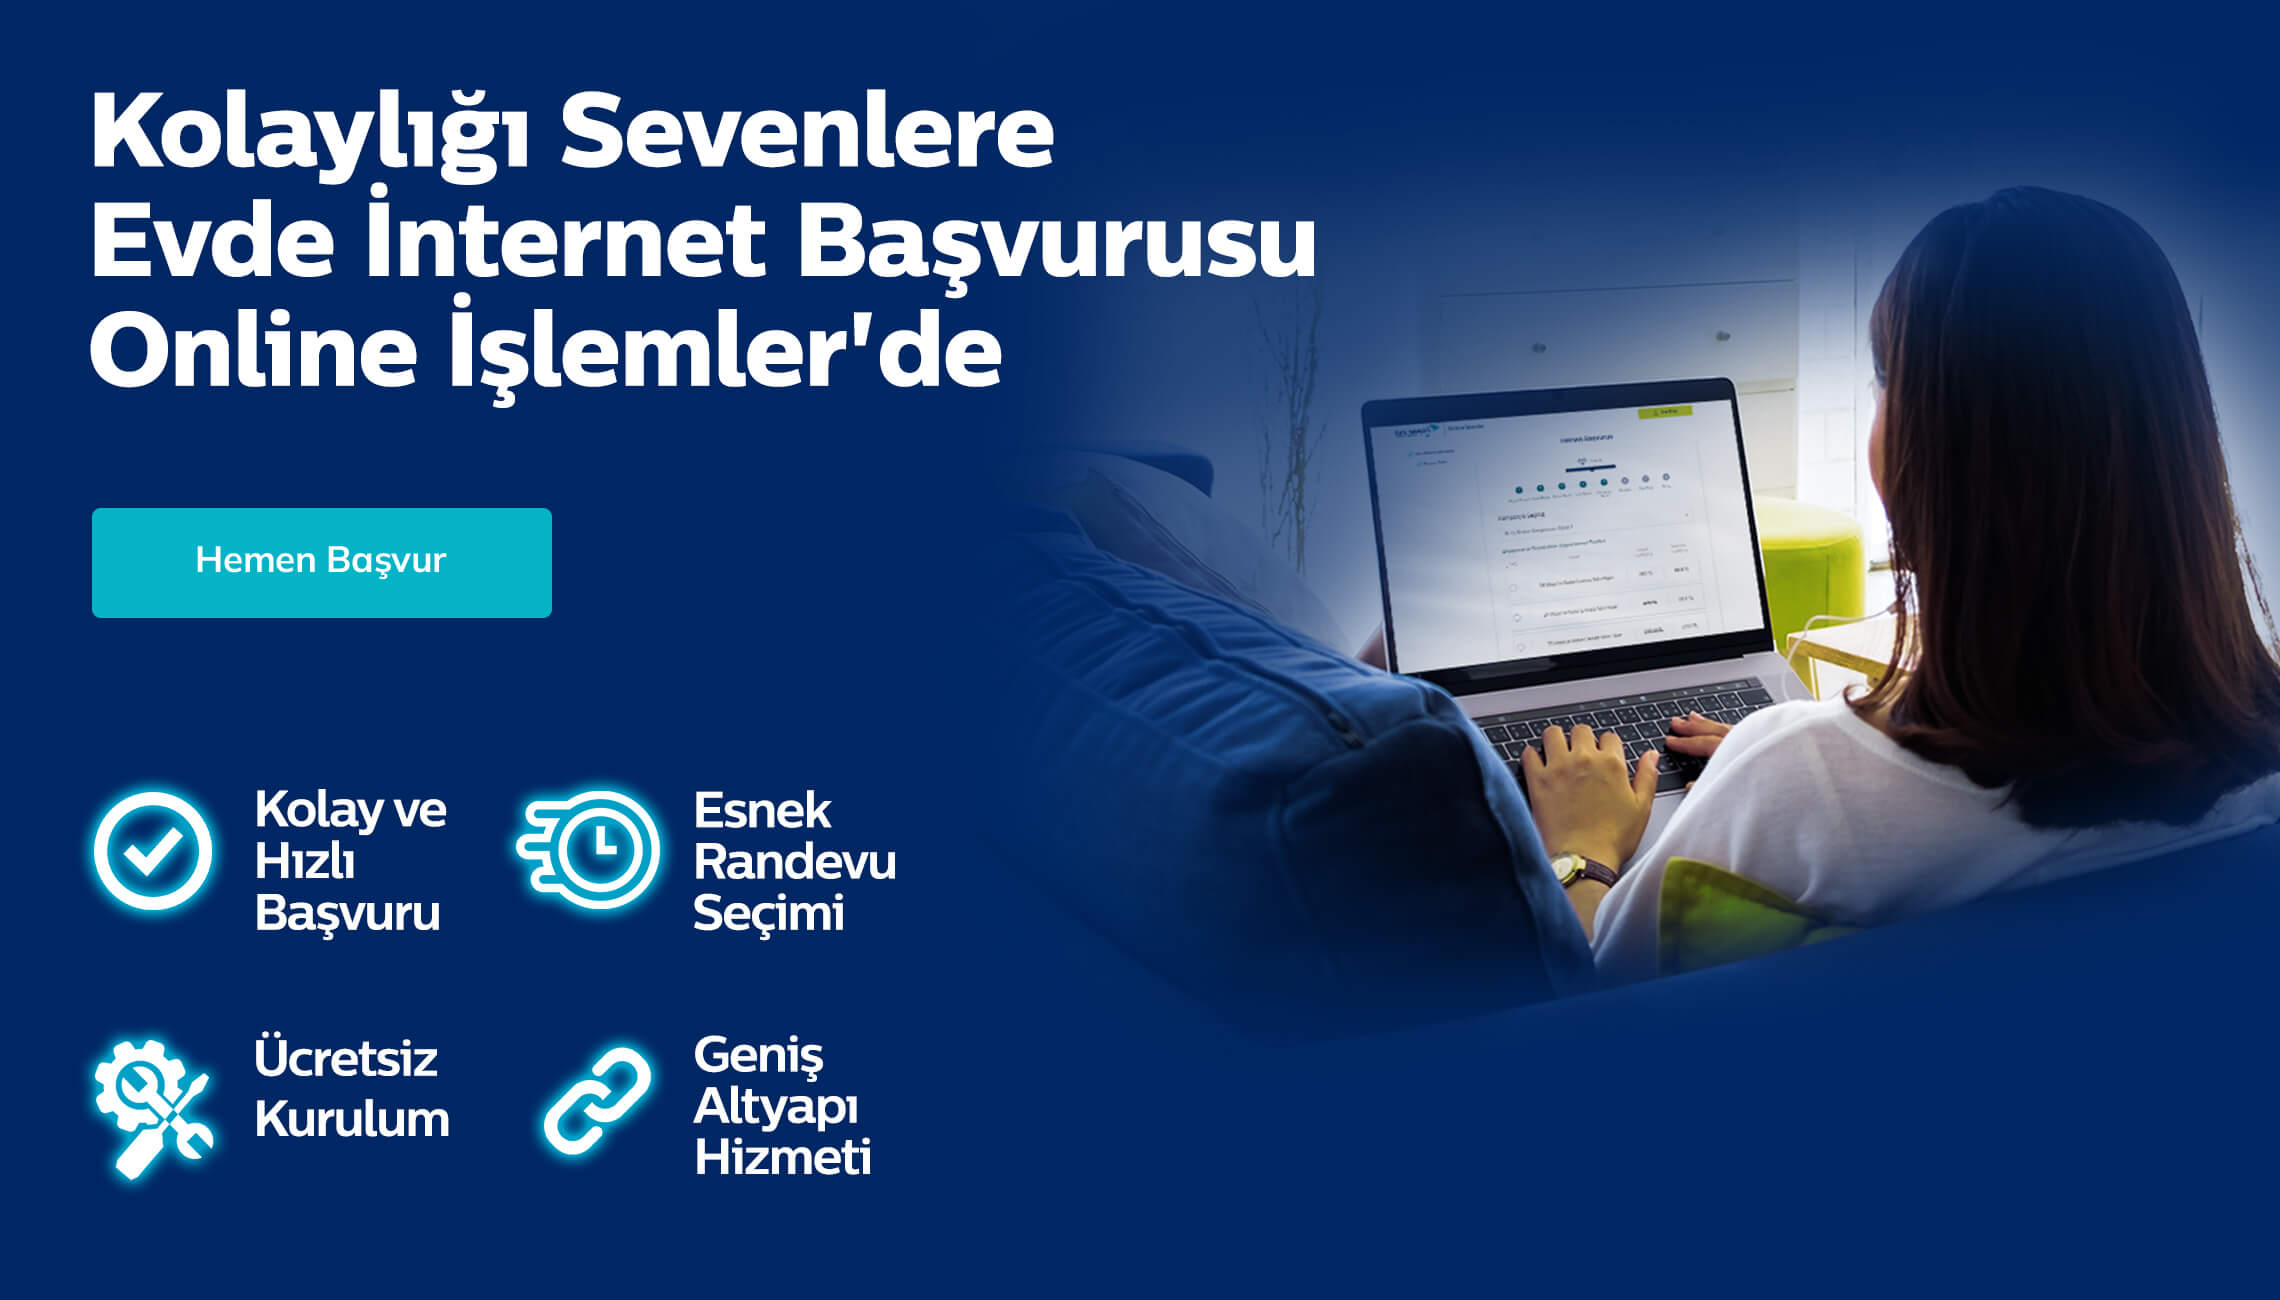 Kolaylığı Sevenlere
Evde İnternet Başvurusu
Online İşlemler'de
Hemen Başvur
Kolay ve
Hızlı
Başvuru
Esnek
Randevu
Seçimi
Ücretsiz
Kurulum
Geniş
Altyapı
Hizmeti